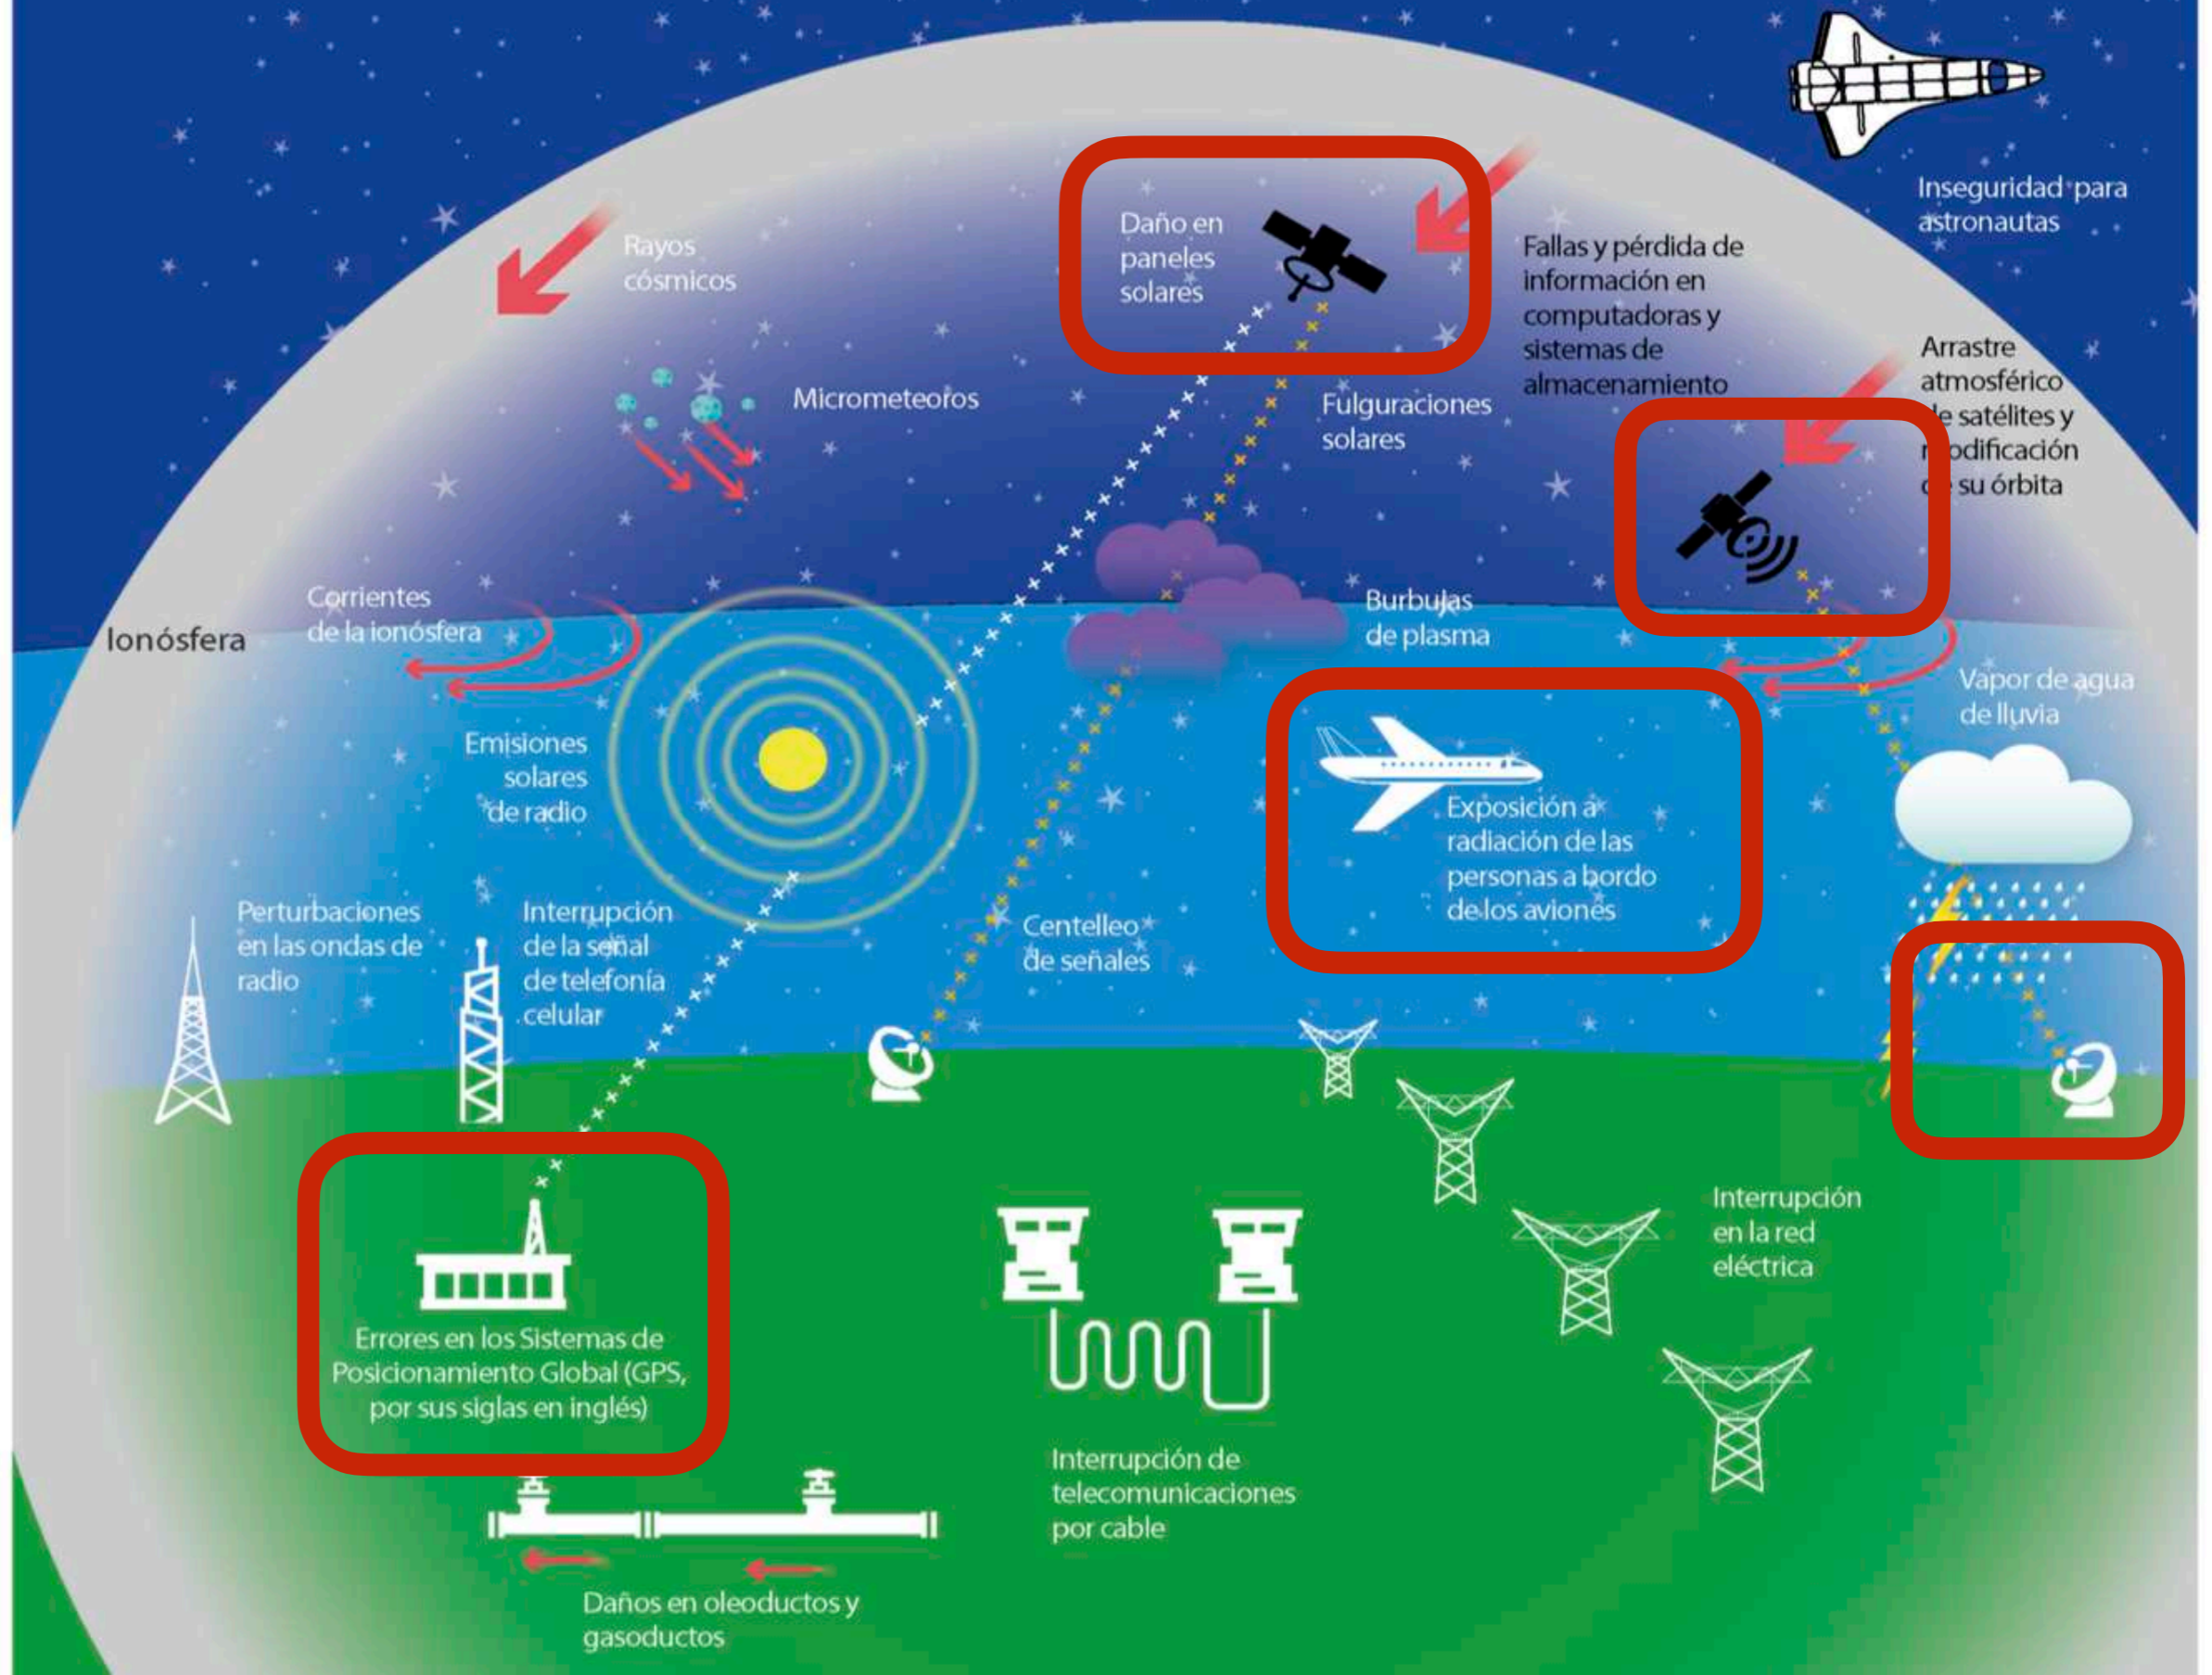 Inseguridad para
astronautas
Daño en
paneles
solares
Rayos
cósmicos
Fallas y pérdida de
información en
computadoras y
sistemas de
almacenamiento
Arrastre
atmosférico
de satélites y
modificación
de su órbita
Micrometeoros
Fulguraciones
solares
Corrientes
de la ionósfera
Ionósfera
Burbujas
de plasma
Vapor de agua
de lluvia
Emisiones
solares
de radio
Exposición a
radiación de las
personas a bordo
de los aviones
Perturbaciones
en las ondas de
radio
Interrupción
de la señal
de telefonía
celular
Centelleo
de señales
Interrupción
en la red
eléctrica
Errores en los Sistemas de
Posicionamiento Global (GPS,
por sus siglas en inglés)
Interrupción de
telecomunicaciones
por cable
Daños en oleoductos y
gasoductos